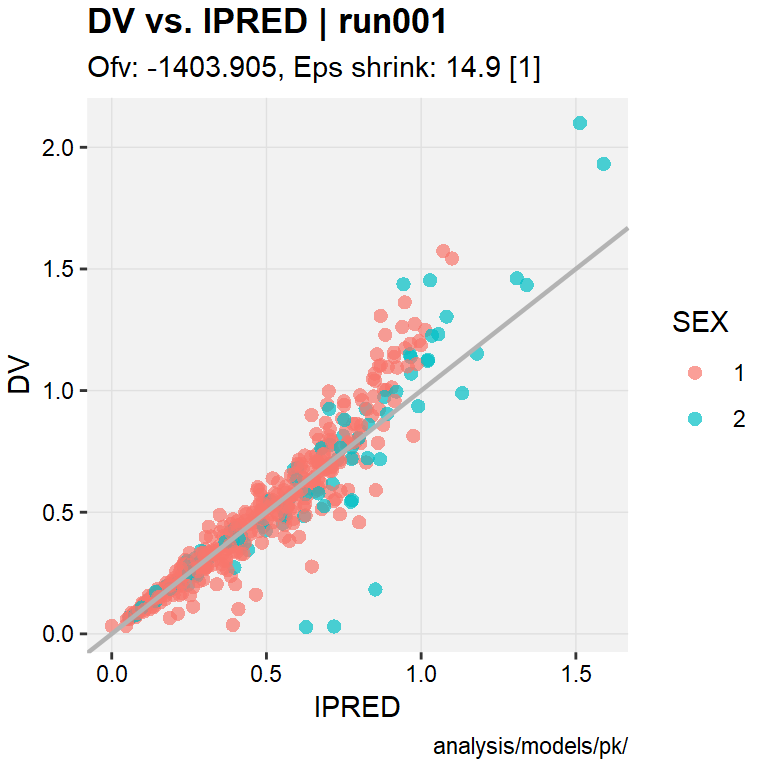 DV vs. IPRED | run001
Ofv: -1403.905, Eps shrink: 14.9 [1]
2.0
1.5
1.0
0.5
0.0
DV
0.0
0.5
1.0
1.5
IPRED
SEX
1
2
analysis/models/pk/